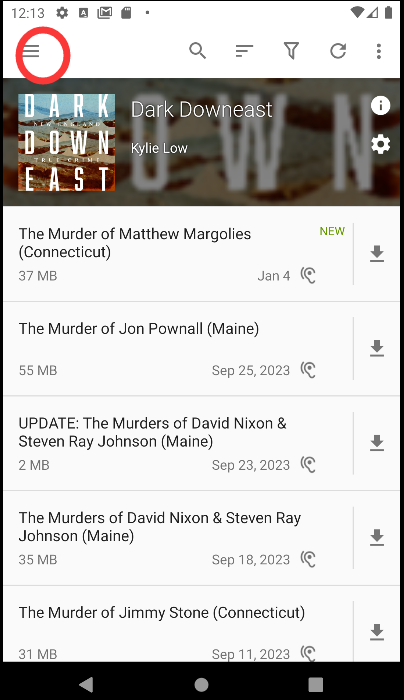 12:13
DARK
NEW ENGLAND
DOWN
TRUE CRIME
EAST
Dark Downeast
Kylie Low
The Murder of Matthew Margolies
(Connecticut)
NEW
37 MB
Jan 4
The Murder of Jon Pownall (Maine)
55 MB
Sep 25, 2023
UPDATE: The Murders of David Nixon &
Steven Ray Johnson (Maine)
2 MB
Sep 23, 2023
The Murders of David Nixon & Steven Ray
Johnson (Maine)
35 MB
Sep 18, 2023
The Murder of Jimmy Stone (Connecticut)
31 MB
Sep 11, 2023